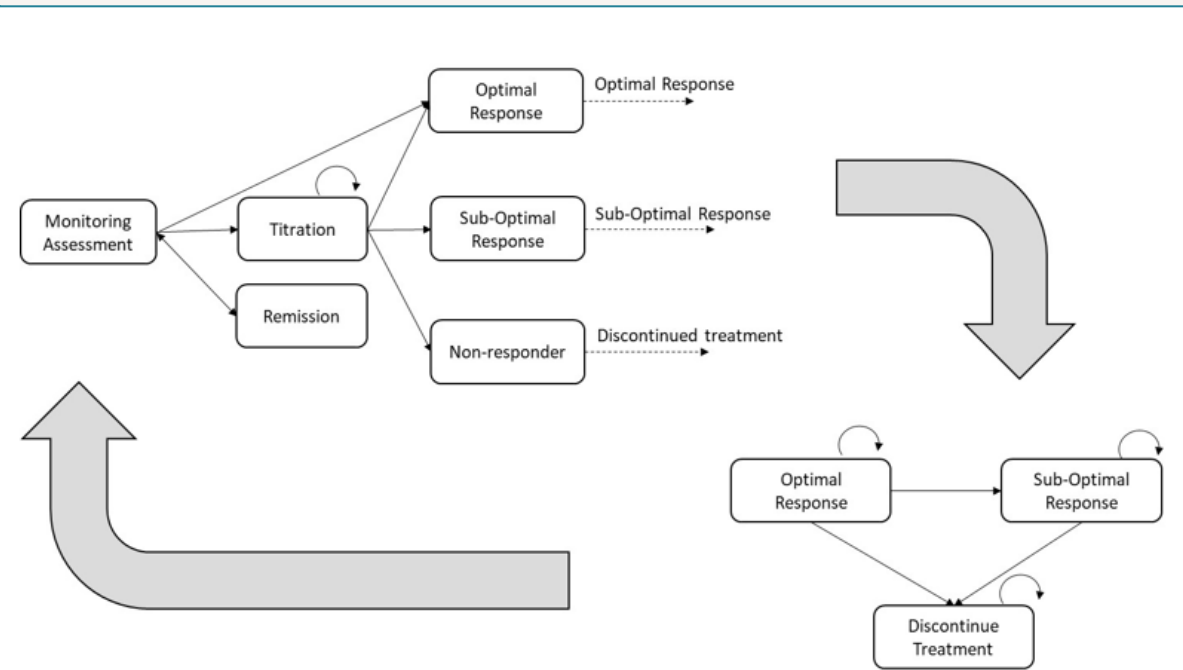 Optimal
Response
Optimal Response
Monitoring
Assessment
Titration
Sub-Optimal
Response
Sub-Optimal Response
Remission
Non-responder
Discontinued treatment
Optimal
Response
Sub-Optimal
Response
Discontinue
Treatment